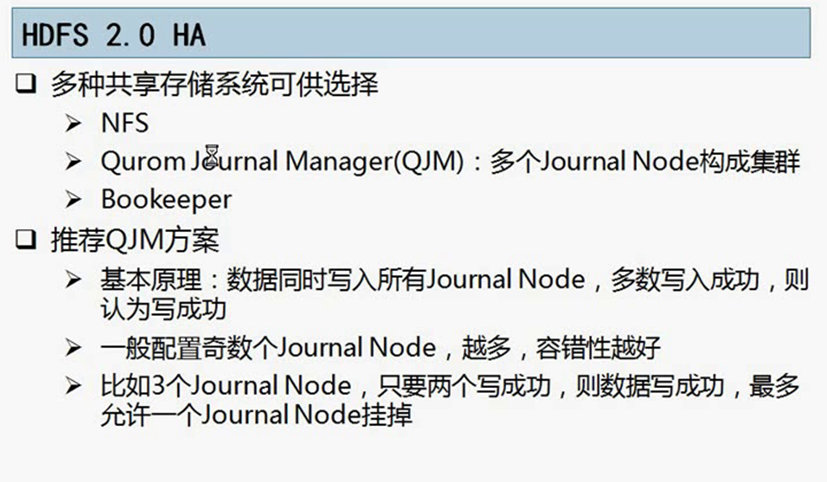 HDFS 2.0 HA
多种共享存储系统可供选择
NFS
Qurom Journal Manager(QJM)：多个Journal Node构成集群
Bookeeper
推荐QJM方案
基本原理：数据同时写入所有Journal Node，多数写入成功，则
认为写成功
一般配置奇数个Journal Node，越多，容错性越好
比如3个Journal Node，只要两个写成功，则数据写成功，最多
允许一个Journal Node挂掉